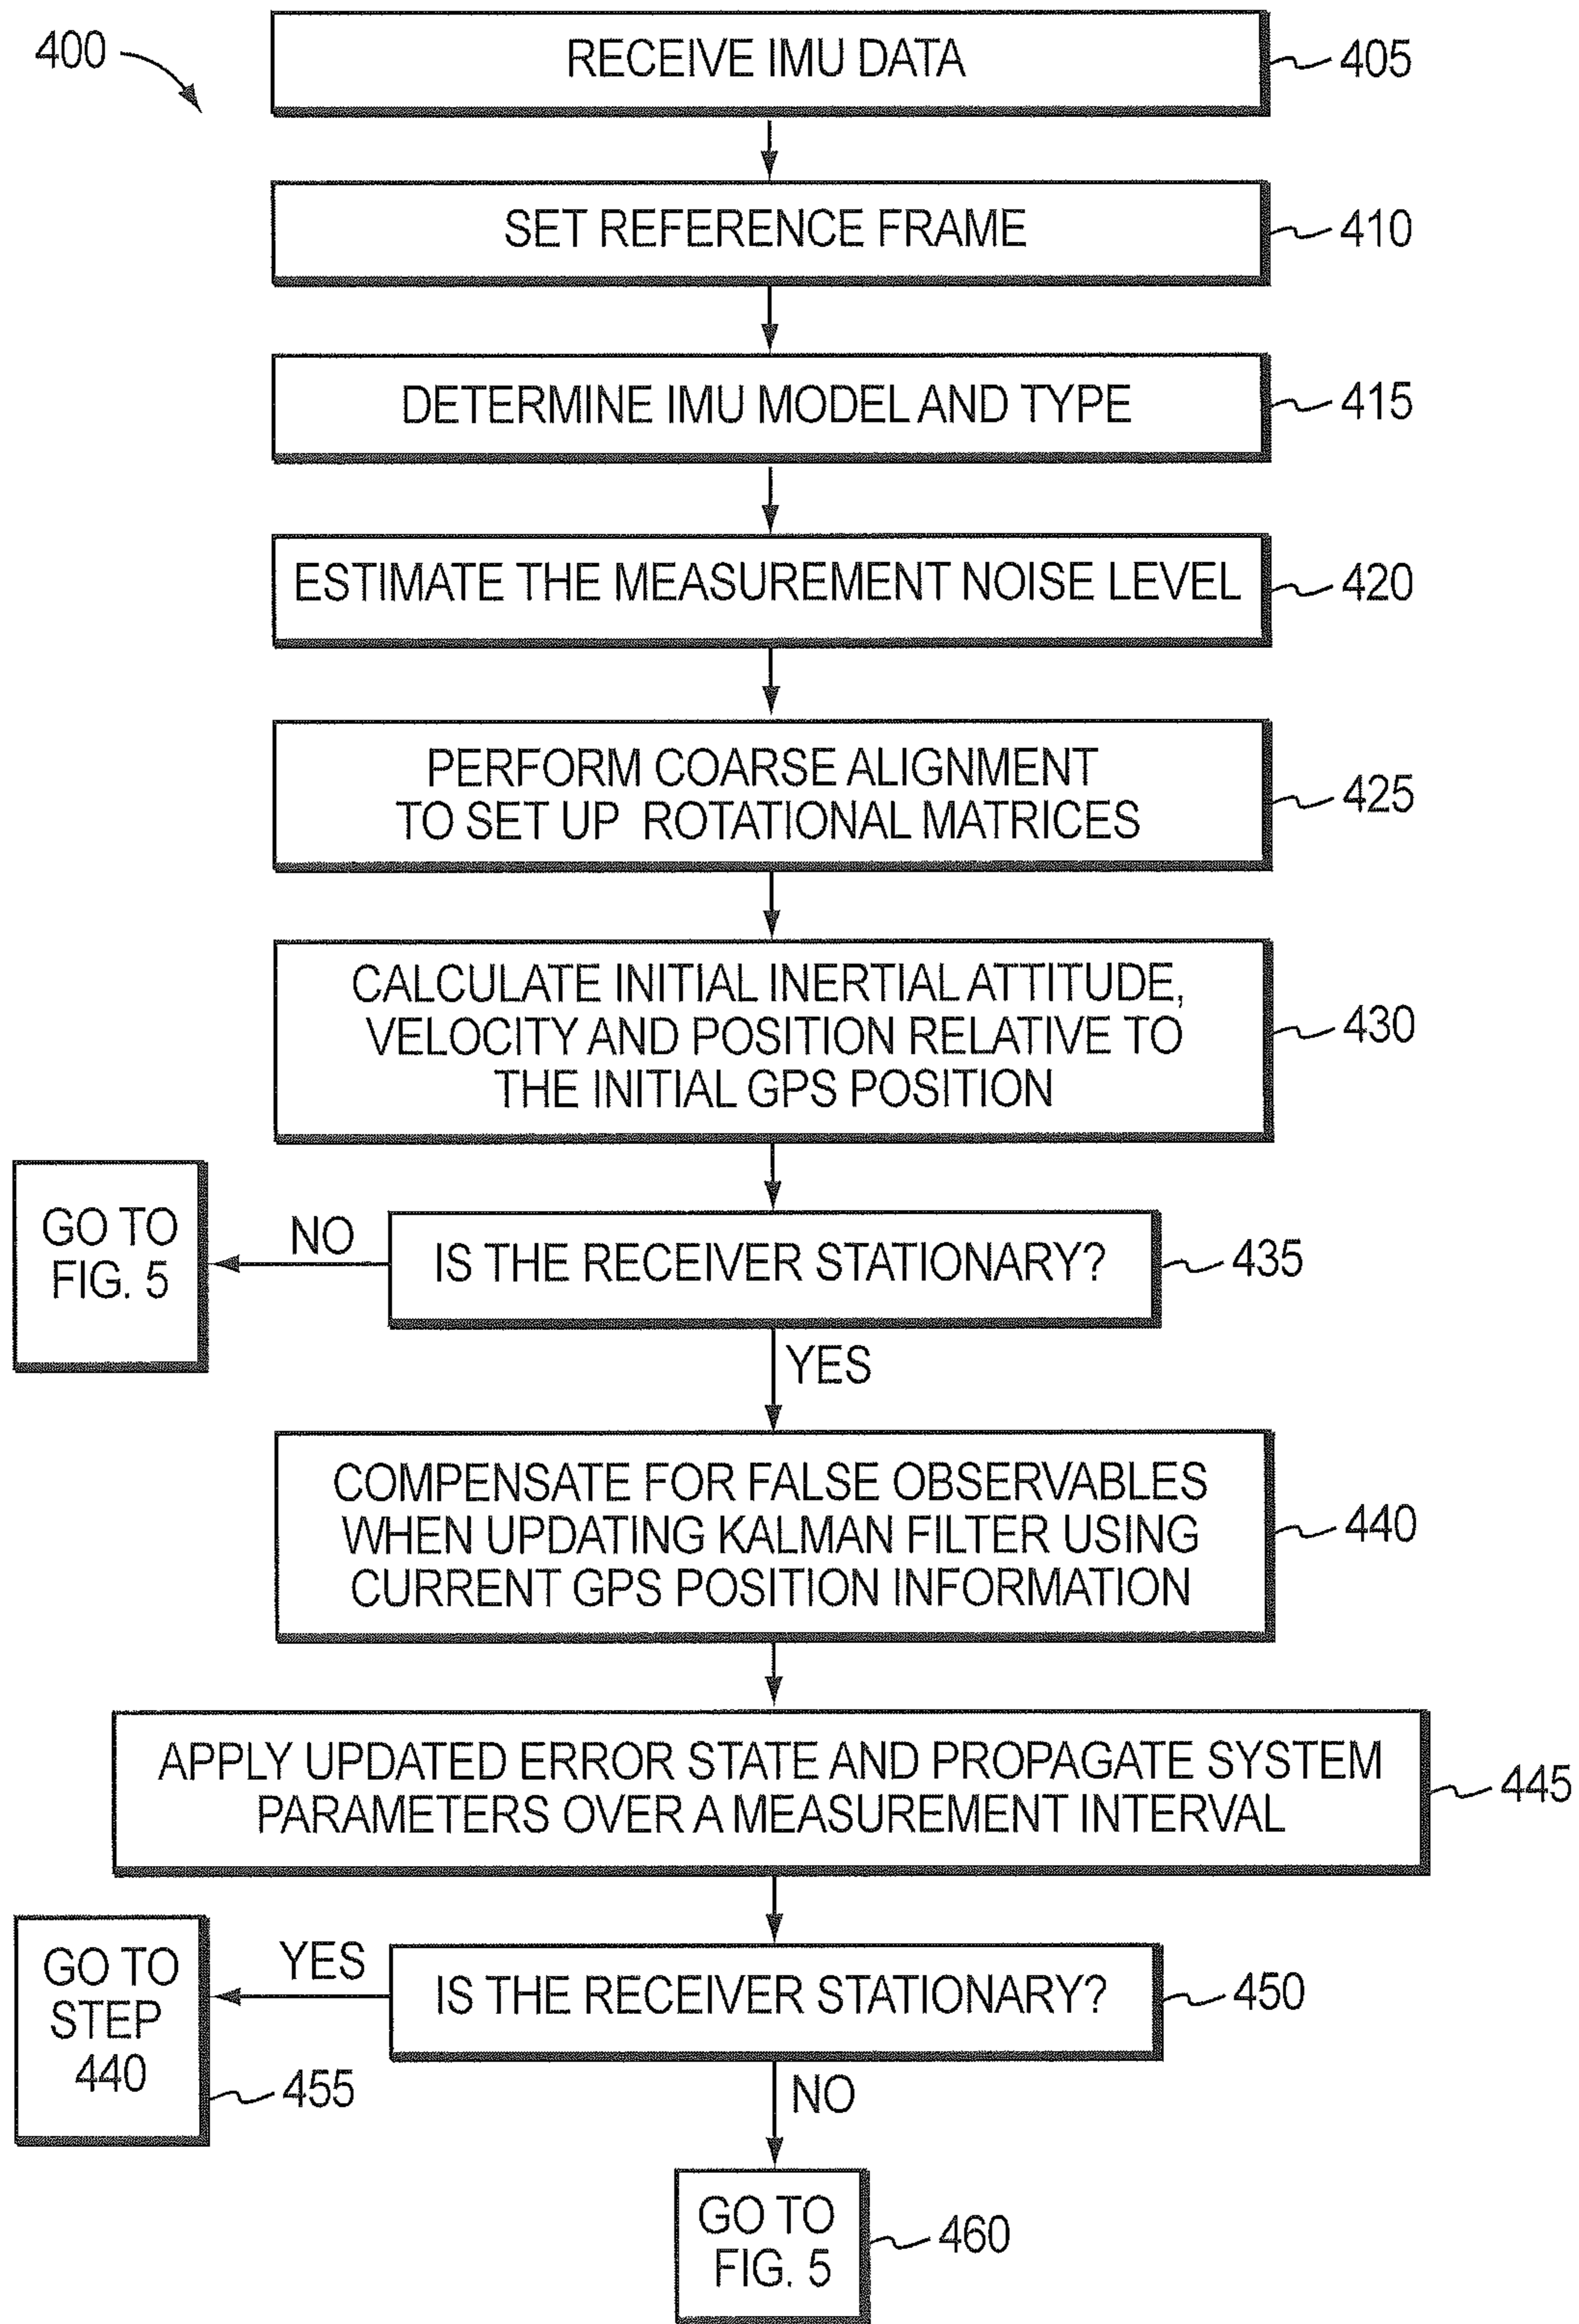 400
RECEIVE IMU DATA
405
SET REFERENCE FRAME
410
DETERMINE IMU MODEL AND TYPE
415
ESTIMATE THE MEASUREMENT NOISE LEVEL
420
PERFORM COARSE ALIGNMENT
TO SET UP ROTATIONAL MATRICES
425
CALCULATE INITIAL INERTIAL ATTITUDE,
VELOCITY AND POSITION RELATIVE TO
THE INITIAL GPS POSITION
430
GO TO
FIG. 5
NO
IS THE RECEIVER STATIONARY?
435
YES
COMPENSATE FOR FALSE OBSERVABLES
WHEN UPDATING KALMAN FILTER USING
CURRENT GPS POSITION INFORMATION
440
APPLY UPDATED ERROR STATE AND PROPAGATE SYSTEM
PARAMETERS OVER A MEASUREMENT INTERVAL
445
GO TO
STEP
440
455
YES
IS THE RECEIVER STATIONARY?
450
NO
GO TO
FIG. 5
460